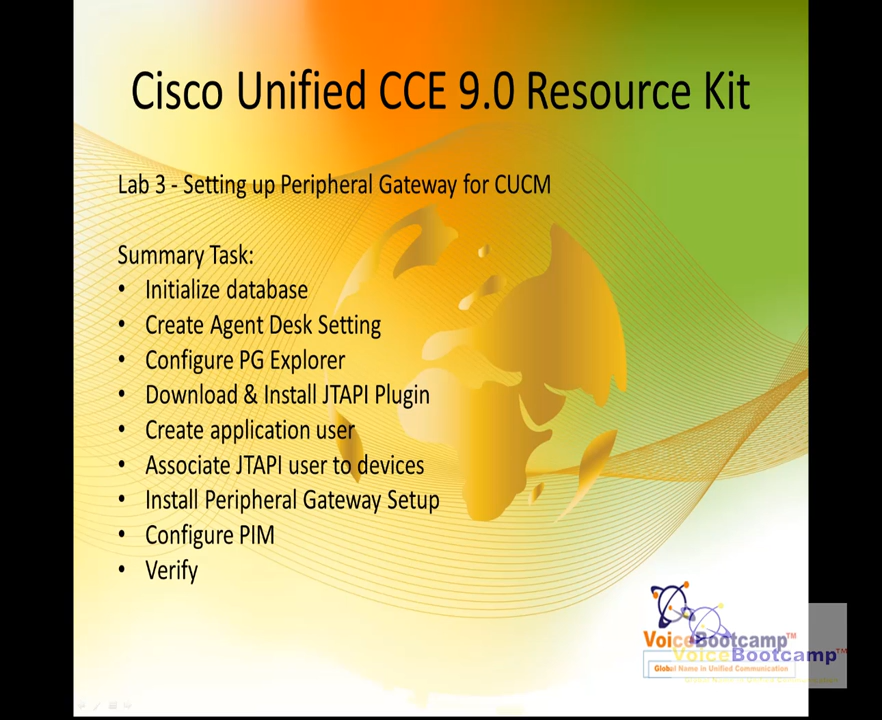 Cisco Unified CCE 9.0 Resource Kit
Lab 3 - Setting up Peripheral Gateway for CUCM
Summary Task:
• Initialize database
• Create Agent Desk Setting
• Configure PG Explorer
• Download & Install JTAPI Plugin
• Create application user
• Associate JTAPI user to devices
• Install Peripheral Gateway Setup
• Configure PIM
• Verify
VoiceBootcamp™
VoiceBootcamp™
Global Name in Unified Communication